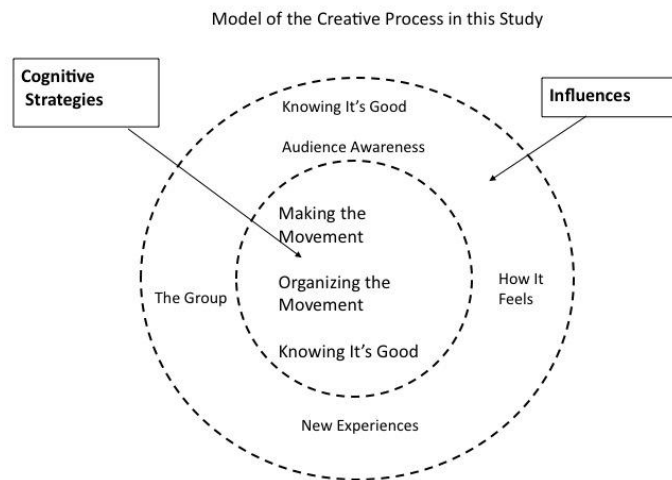 Model of the Creative Process in this Study
Cognitive
Strategies
Influences
Knowing It's Good
Audience Awareness
Making the
Movement
Organizing the
Movement
Knowing It's Good
The Group
How It
Feels
New Experiences